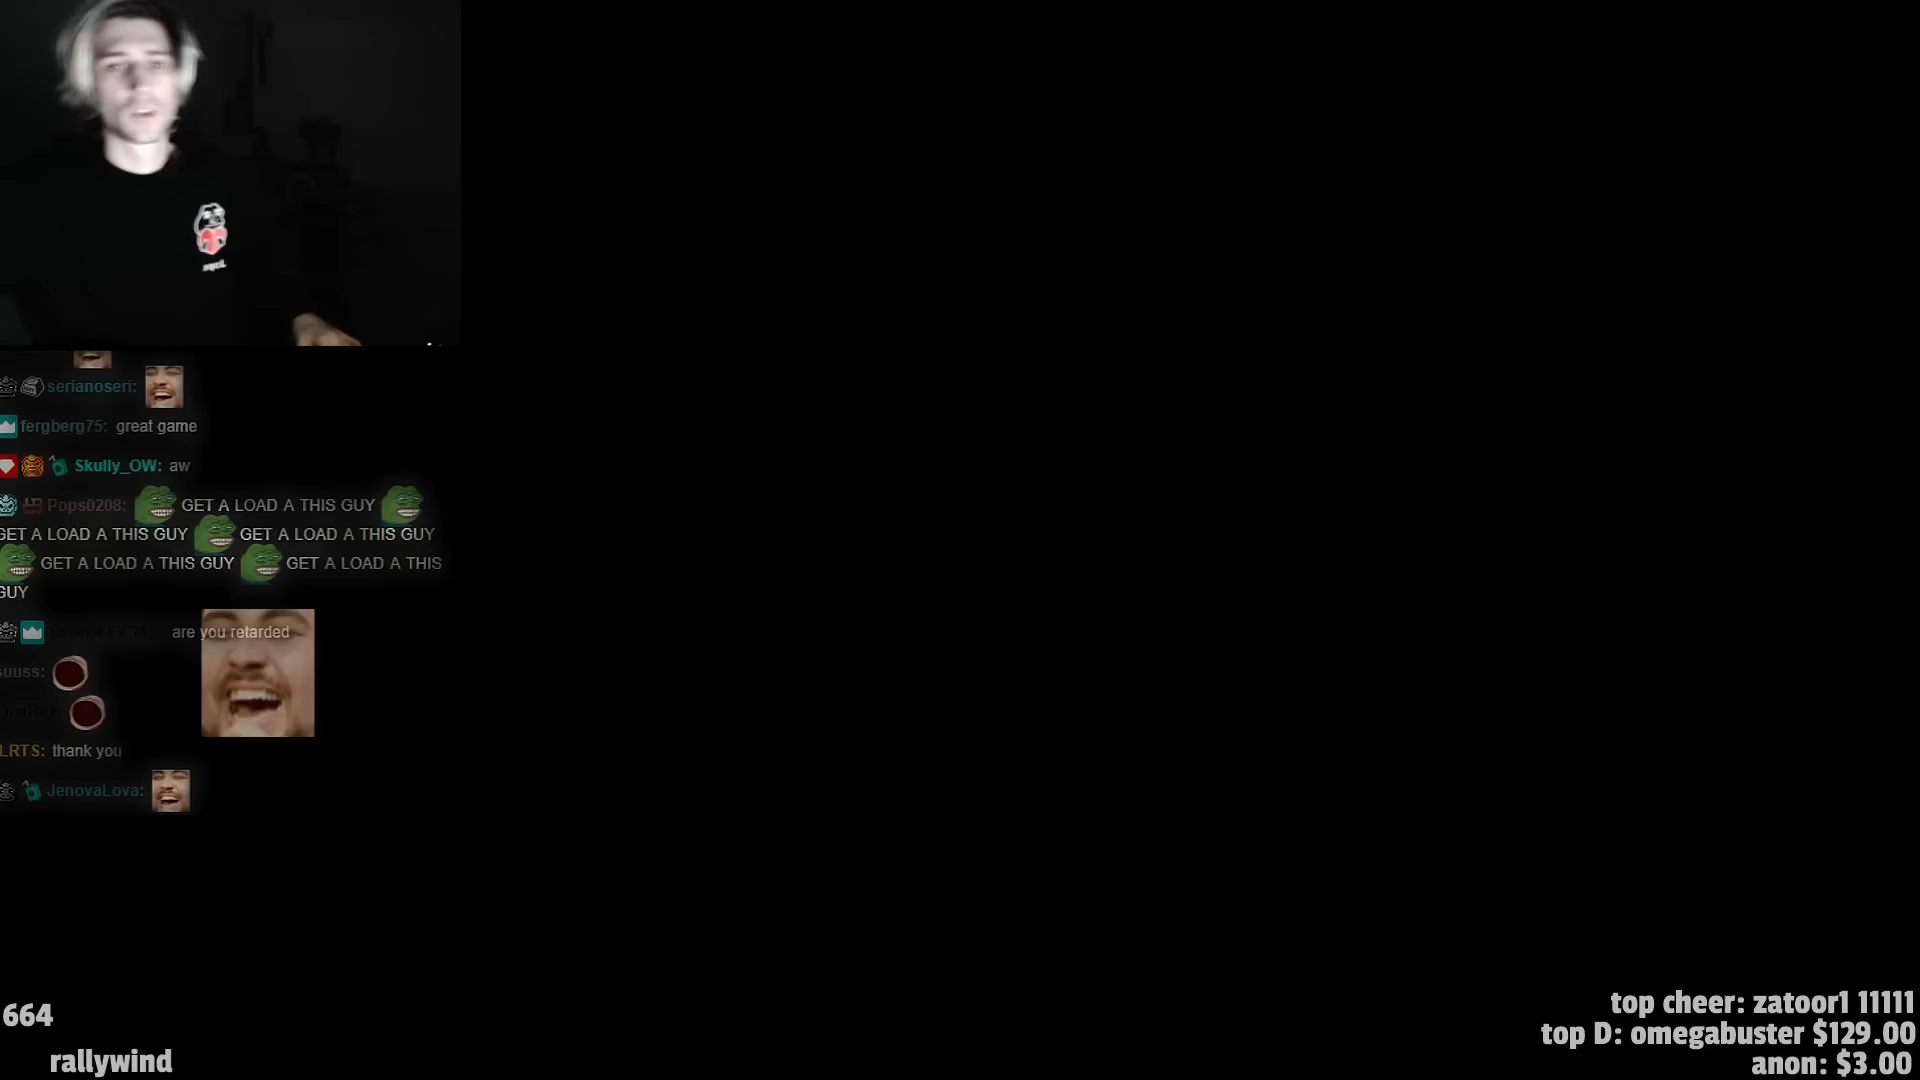 serianoseri:
fergberg75: great game
Skully_OW: aw
Pops0208: GET A LOAD A THIS GUY
GET A LOAD A THIS GUY GET A LOAD A THIS GUY
GET A LOAD A THIS GUY GET A LOAD A THIS
GUY
are you retarded
uuss:
LRTS: thank you
JenovaLova:
664
rallywind
top cheer: zatoor1 11111
top D: omegabuster $129.00
anon: $3.00